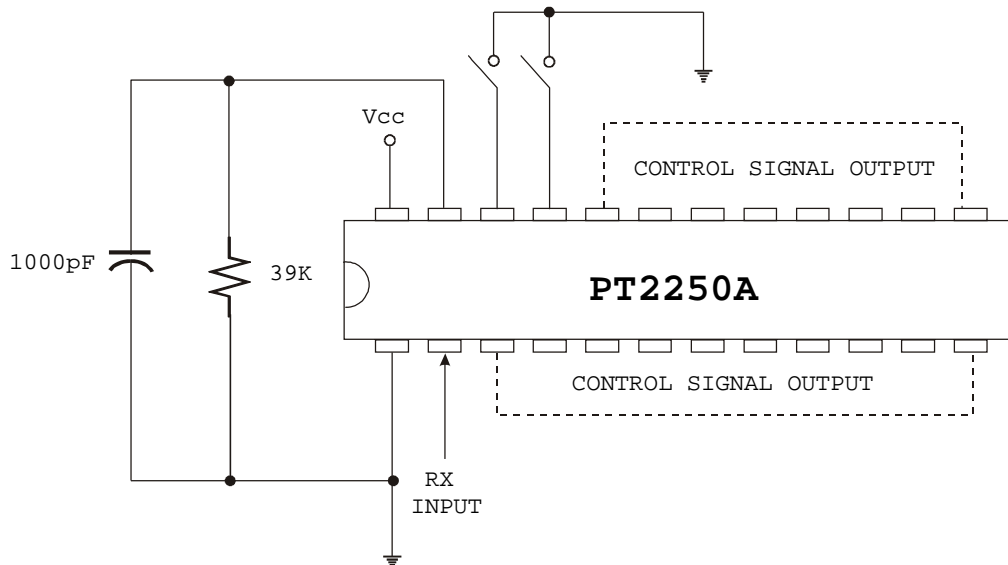 Vcc
CONTROL SIGNAL OUTPUT
1000pF
39K
PT2250A
CONTROL SIGNAL OUTPUT
RX
INPUT